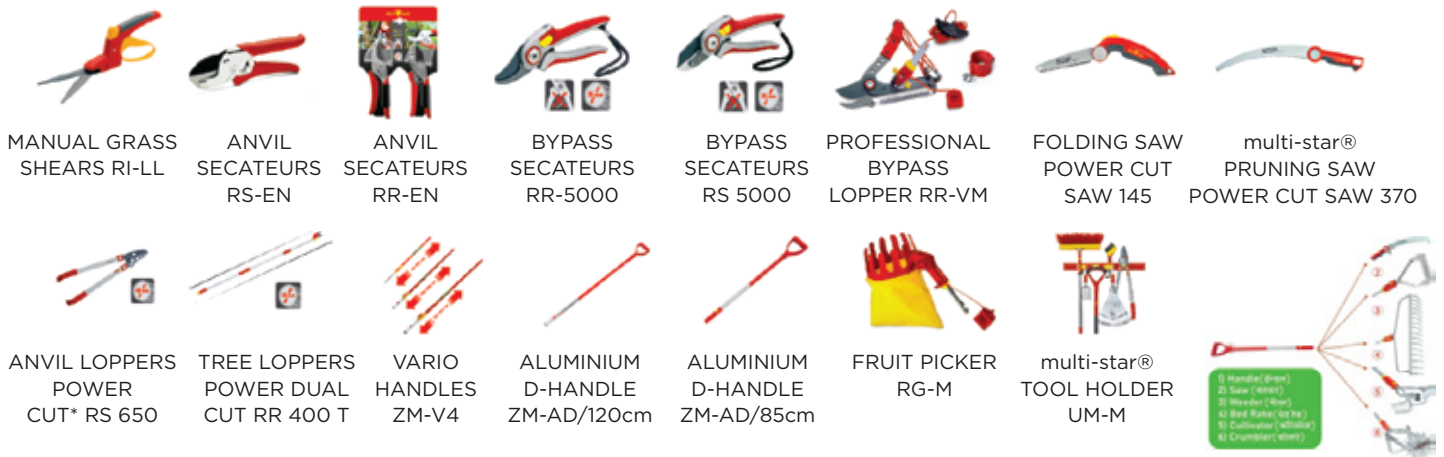 MANUAL GRASS
SHEARS RI-LL
ANVIL
SECATEURS
RS-EN
ANVIL
SECATEURS
RR-EN
BYPASS
SECATEURS
RR-5000
BYPASS
SECATEURS
RS 5000
PROFESSIONAL
BYPASS
LOPPER RR-VM
FOLDING SAW
POWER CUT
SAW 145
multi-star®
PRUNING SAW
POWER CUT SAW 370
ANVIL LOPPERS
POWER
CUT* RS 650
TREE LOPPERS
POWER DUAL
CUT RR 400 T
VARIO
HANDLES
ZM-V4
ALUMINIUM
D-HANDLE
ZM-AD/120cm
ALUMINIUM
D-HANDLE
ZM-AD/85cm
FRUIT PICKER
RG-M
multi-star®
TOOL HOLDER
UM-M
1) Handle
2) Saw
3) Weeder
4) Bed Rake
5) Cultivator
6) Crumbler